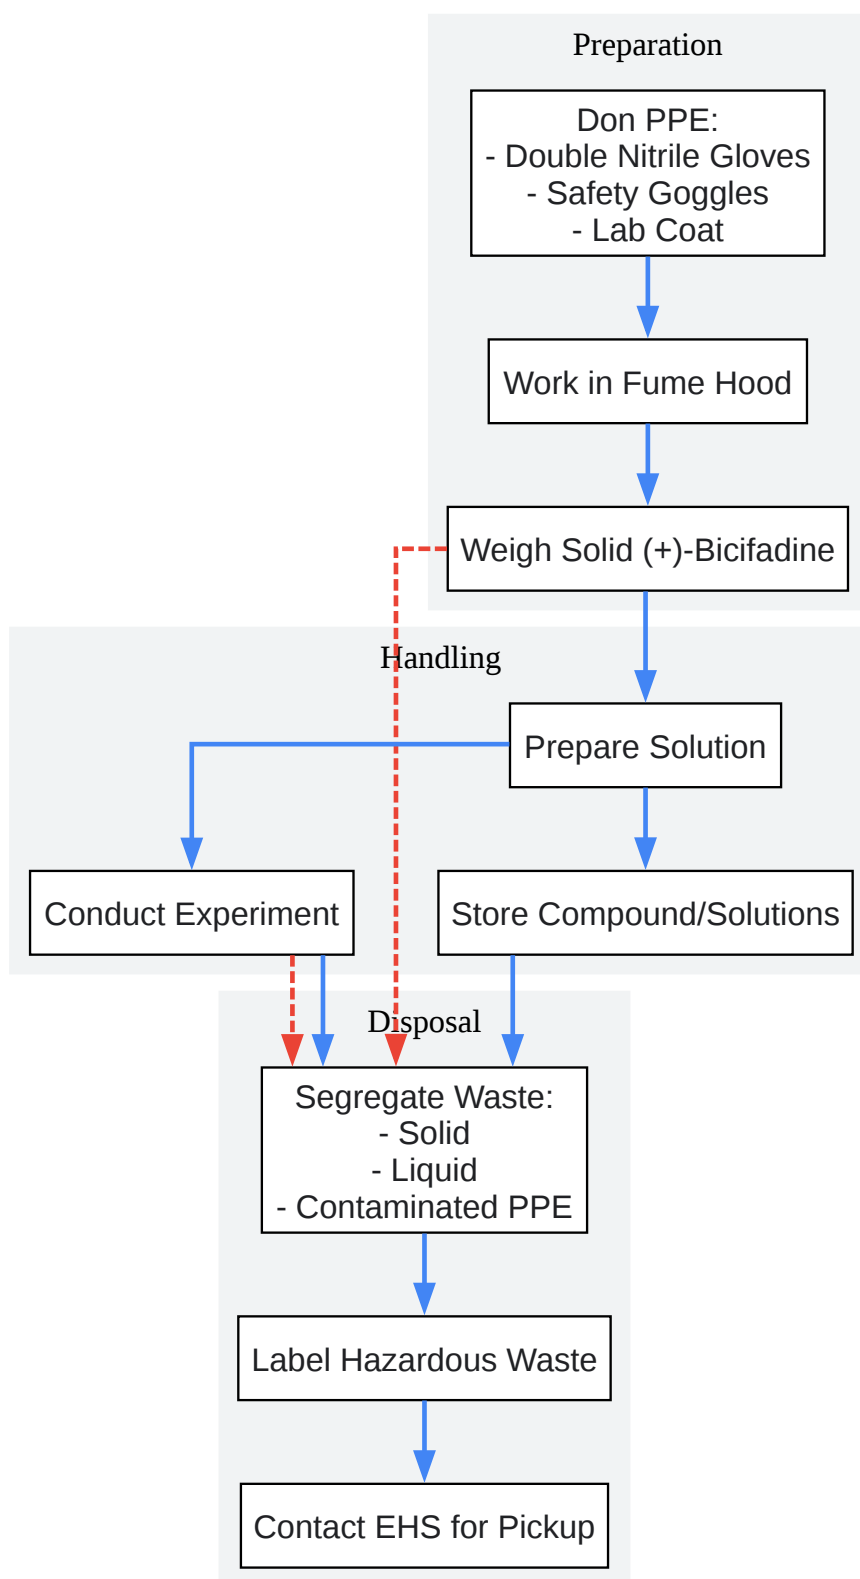 Preparation
Don PPE:
- Double Nitrile Gloves
- Safety Goggles
- Lab Coat
Work in Fume Hood
Weigh Solid (+)-Bicifadine
Handling
Prepare Solution
Conduct Experiment
Store Compound/Solutions
Disposal
Segregate Waste:
- Solid
- Liquid
- Contaminated PPE
Label Hazardous Waste
Contact EHS for Pickup